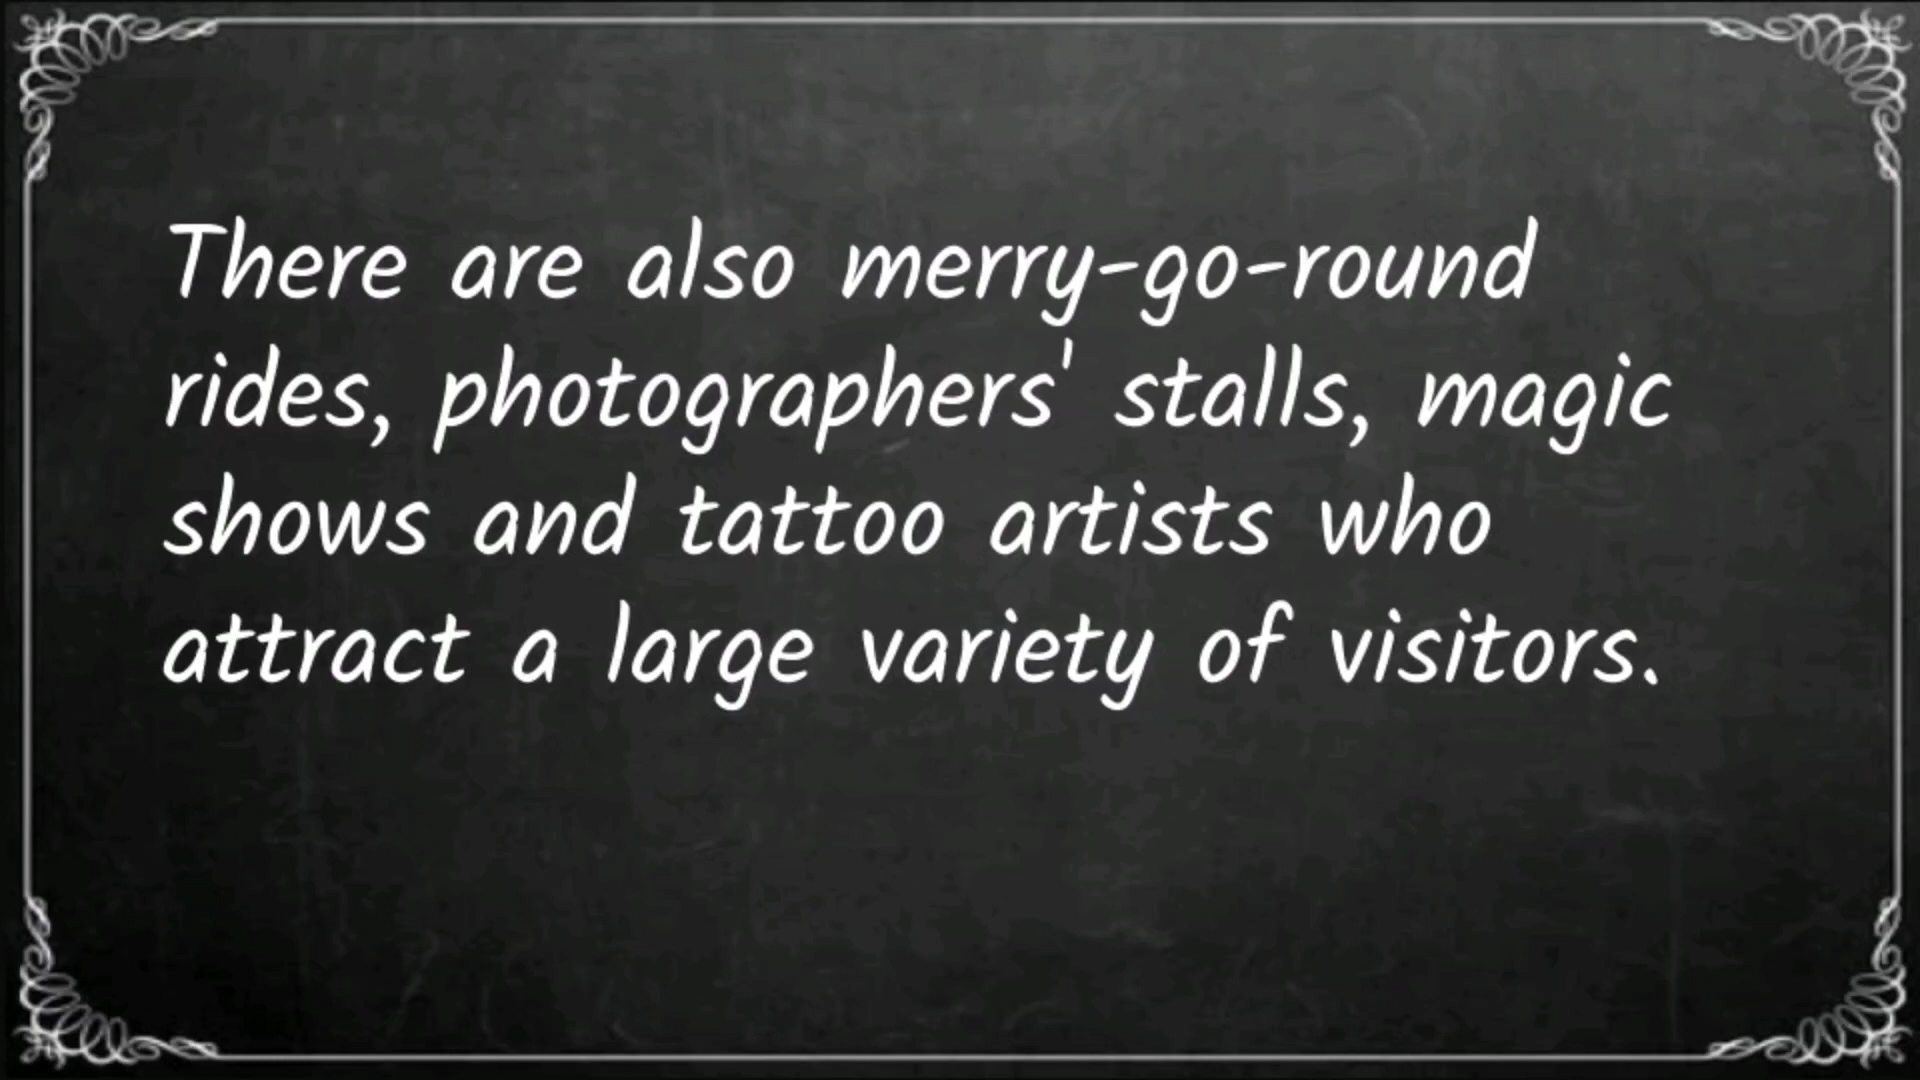 There are also merry-go-round
rides, photographers' stalls, magic
shows and tattoo artists who
attract a large variety of visitors.